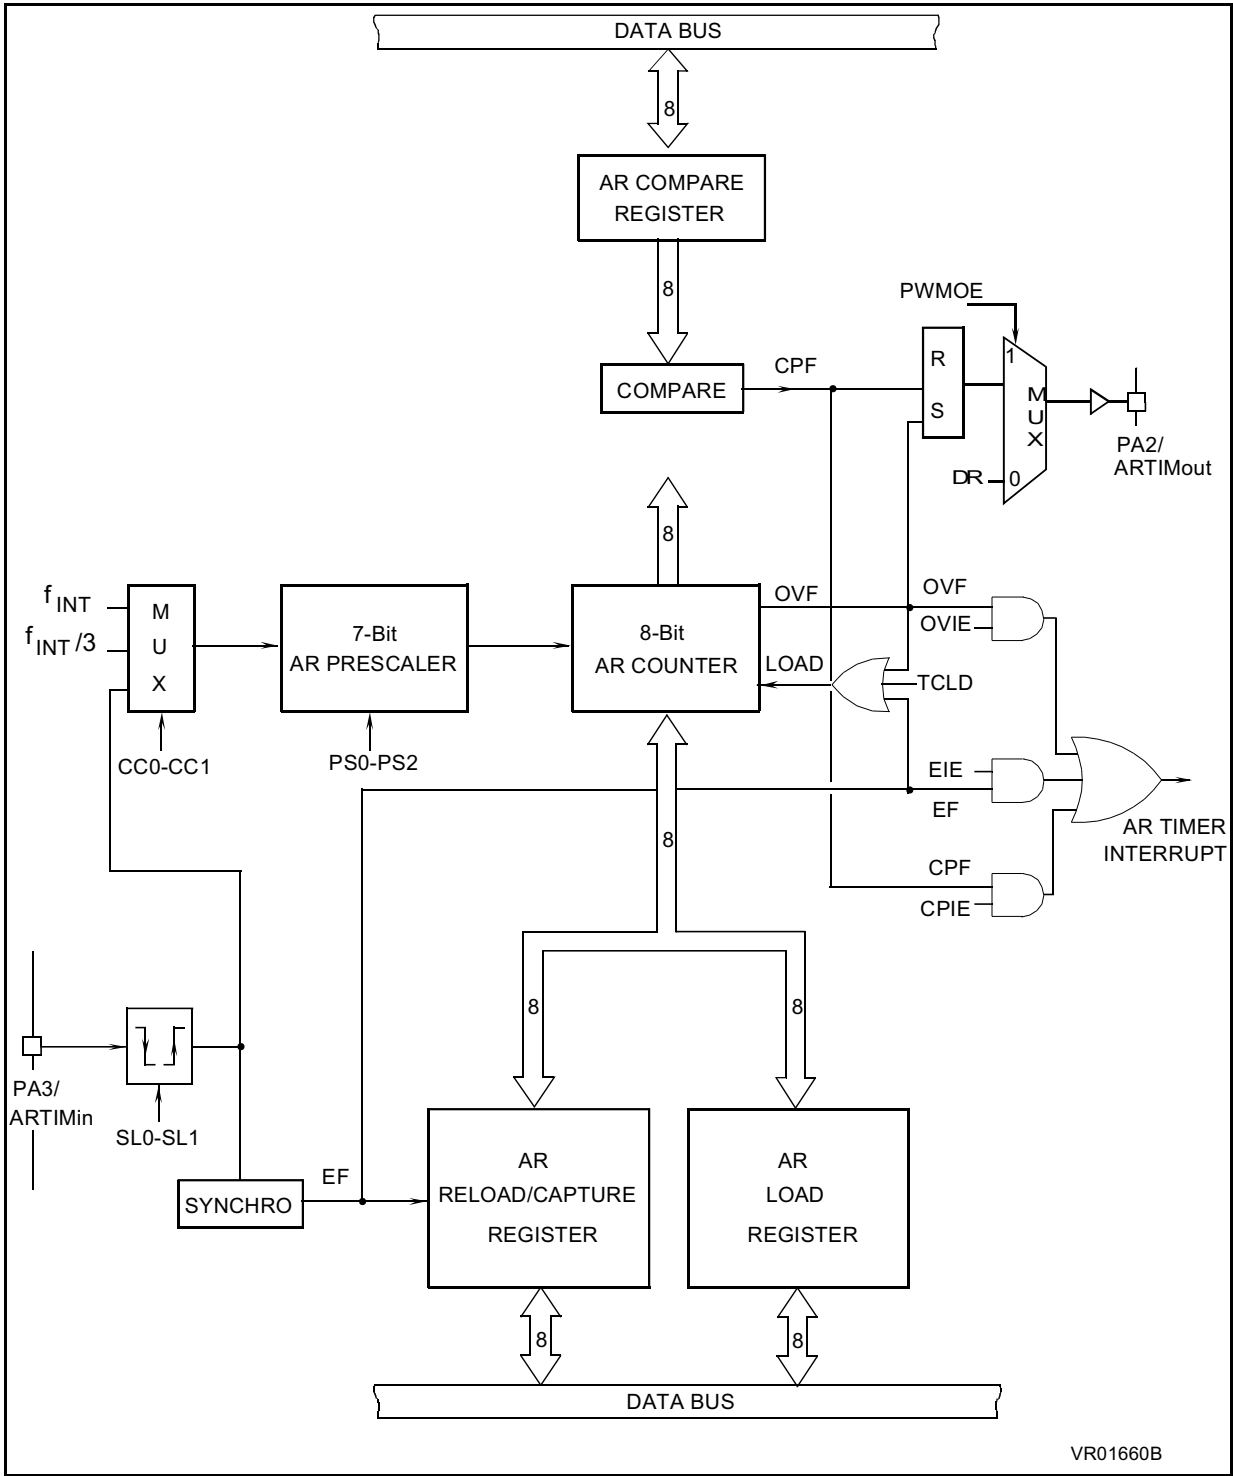 DATA BUS
8
AR COMPARE
REGISTER
8
PWMOE
COMPARE
CPF
R
S
1
M
U
X
DR
0
PA2/
ARTIMout
8
fINT
fINT/3
M
U
X
7-Bit
AR PRESCALER
8-Bit
AR COUNTER
OVF
LOAD
OVF
OVIE
TCLD
CC0-CC1
PS0-PS2
EIE
EF
AR TIMER
INTERRUPT
8
CPF
CPIE
8
8
PA3/
ARTIMin
SL0-SL1
SYNCHRO
EF
AR
RELOAD/CAPTURE
REGISTER
AR
LOAD
REGISTER
8
8
DATA BUS
VR01660B